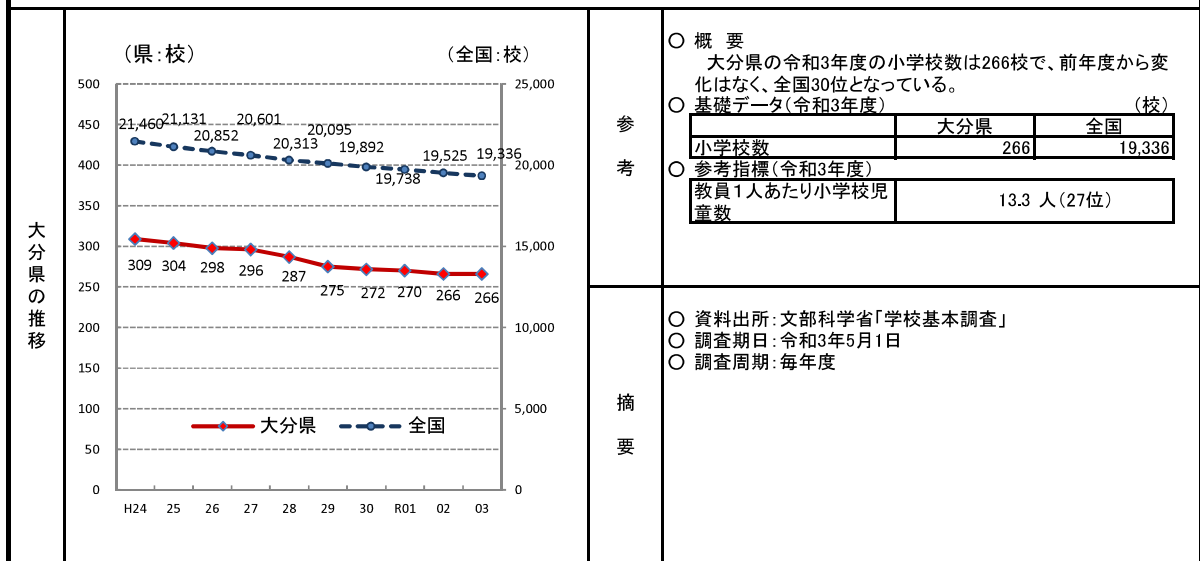 大分県の推移
（県：校）
（全国：校）
500
450
400
350
300
250
200
150
100
50
0
25,000
20,000
15,000
10,000
5,000
0
21,460
21,131
20,852
20,601
20,313
20,095
19,892
19,738
19,525
19,336
309
304
298
296
287
275
272
270
266
266
大分県
全国
H24 25 26 27 28 29 30 R01 02 03
参考
○ 概　要
大分県の令和3年度の小学校数は266校で、前年度から変
化はなく、全国30位となっている。
○ 基礎データ（令和3年度）　（校）
大分県 全国
小学校数 266 19,336
○ 参考指標（令和3年度）
教員１人あたり小学校児
童数
13.3 人（27位）
摘要
○ 資料出所：文部科学省「学校基本調査」
○ 調査期日：令和3年5月1日
○ 調査周期：毎年度